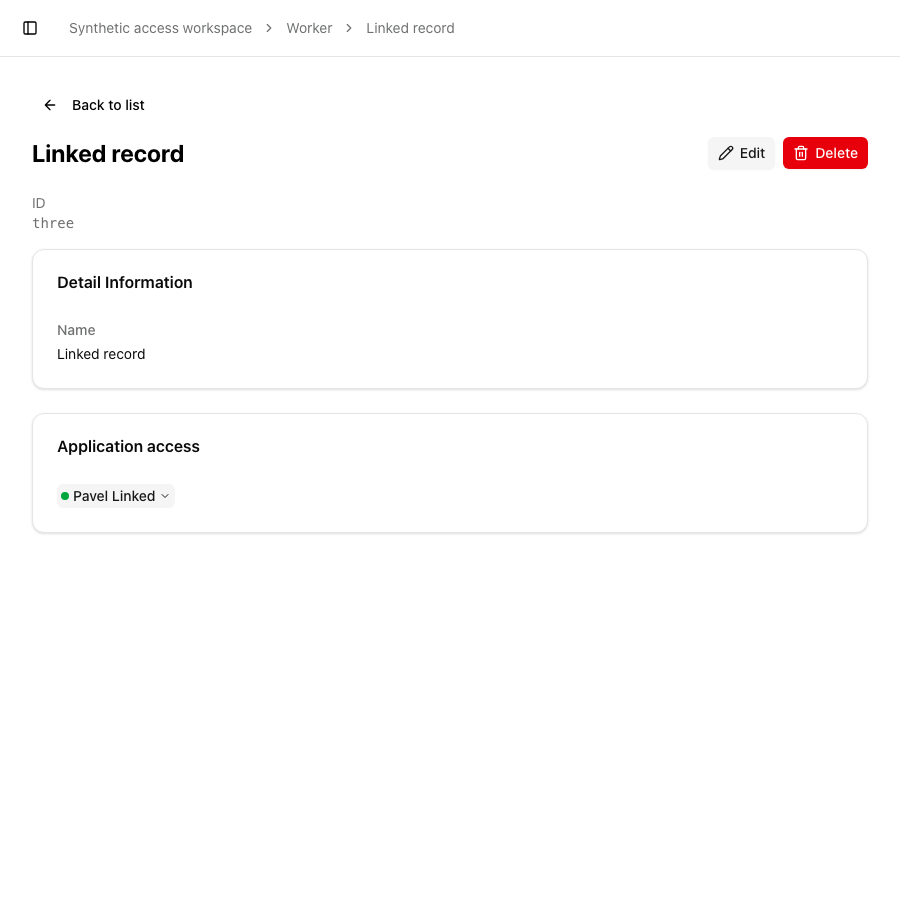 Synthetic access workspace > Worker > Linked record
Back to list
Linked record
Edit
Delete
ID
three
Detail Information
Name
Linked record
Application access
Pavel Linked